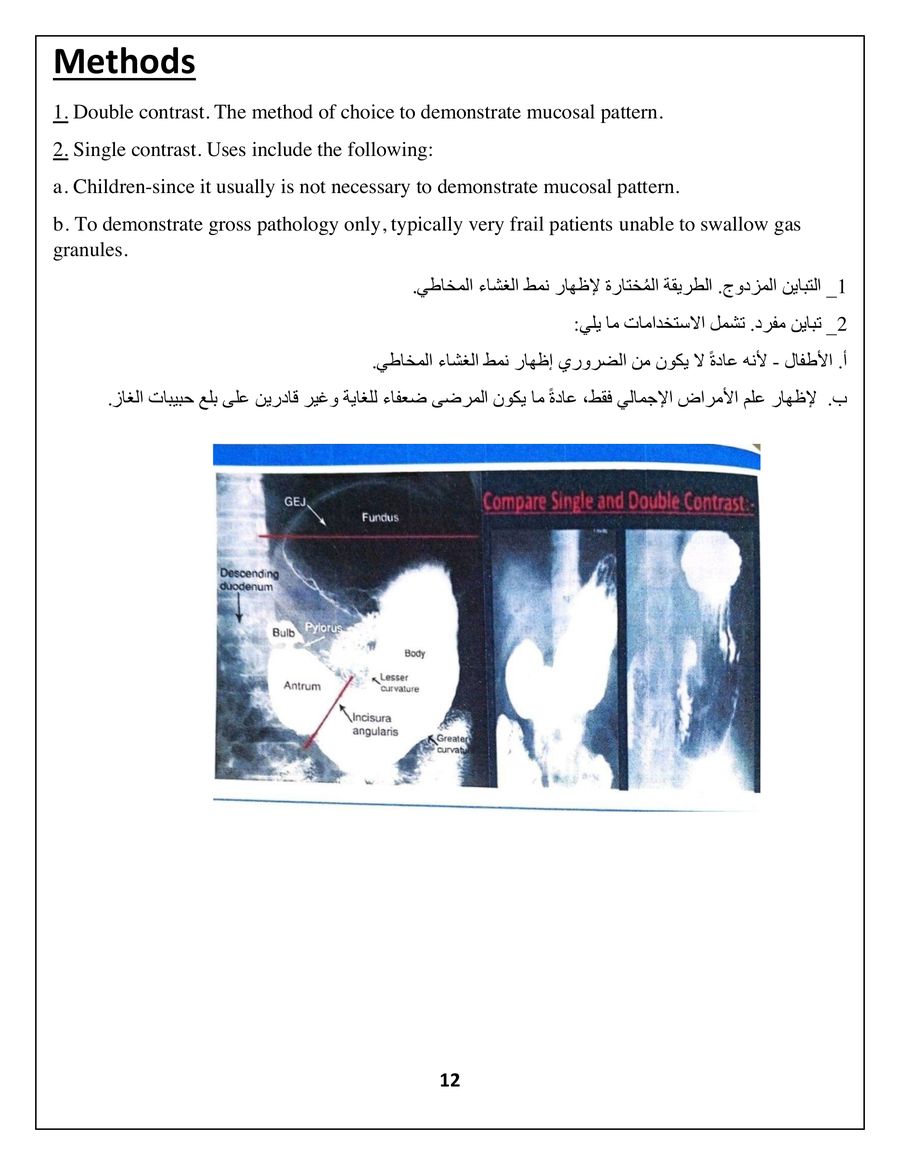 Methods
1. Double contrast. The method of choice to demonstrate mucosal pattern.
2. Single contrast. Uses include the following:
a. Children-since it usually is not necessary to demonstrate mucosal pattern.
b. To demonstrate gross pathology only, typically very frail patients unable to swallow gas
granules.
1_ التباين المزدوج. الطريقة المُختارة لإظهار نمط الغشاء المخاطي.
2_ تباين مفرد. تشمل الاستخدامات ما يلي:
أ. الأطفال - لأنه عادةً لا يكون من الضروري إظهار نمط الغشاء المخاطي.
ب. لإظهار علم الأمراض الإجمالي فقط، عادةً ما يكون المرضى ضعفاء للغاية وغير قادرين على بلع حبيبات الغاز.
GEJ
Fundus
Descending
duodenum
Bulb
Pylorus
Body
Antrum
Lesser
curvature
Incisura
angularis
Greater
curvature
Compare Single and Double Contrast:-
12